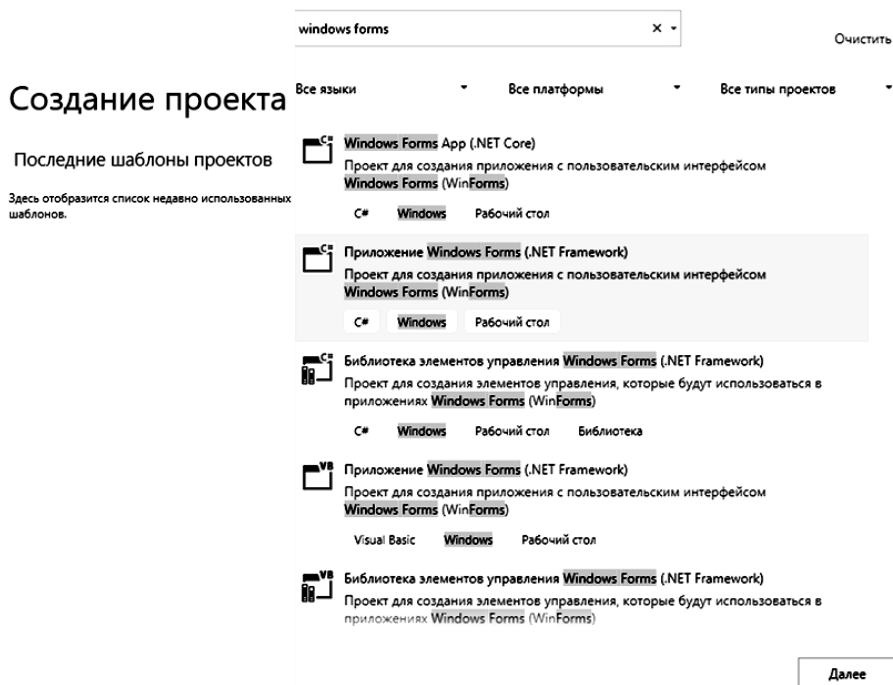 windows forms
Очистить
Создание проекта
Все языки
Все платформы
Все типы проектов
Последние шаблоны проектов
Здесь отобразится список недавно использованных
шаблонов.
C#
Windows Forms App (.NET Core)
Проект для создания приложения с пользовательским интерфейсом
Windows Forms (WinForms)
C# Windows Рабочий стол
C#
Приложение Windows Forms (.NET Framework)
Проект для создания приложения с пользовательским интерфейсом
Windows Forms (WinForms)
C# Windows Рабочий стол
C#
Библиотека элементов управления Windows Forms (.NET Framework)
Проект для создания элементов управления, которые будут использоваться в
приложениях Windows Forms (WinForms)
C# Windows Рабочий стол Библиотека
VB
Приложение Windows Forms (.NET Framework)
Проект для создания приложения с пользовательским интерфейсом
Windows Forms (WinForms)
Visual Basic Windows Рабочий стол
VB
Библиотека элементов управления Windows Forms (.NET Framework)
Проект для создания элементов управления, которые будут использоваться в
приложениях Windows Forms (WinForms)
Далее